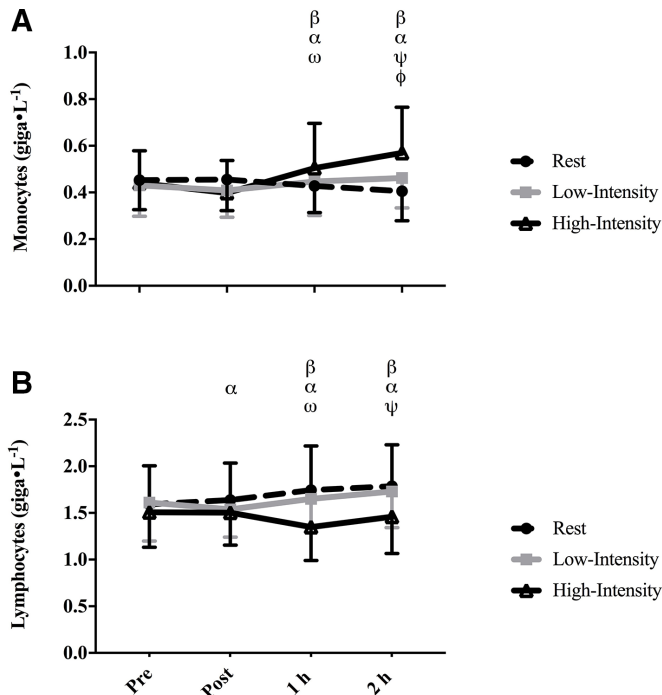 A
β β
α α
ω ψ
ϕ
Monocytes (giga•L⁻¹)
1.0
0.8
0.6
0.4
0.2
0.0
Rest
Low-Intensity
High-Intensity
B
α β β
α α
ω ψ
Lymphocytes (giga•L⁻¹)
2.5
2.0
1.5
1.0
0.5
0.0
Rest
Low-Intensity
High-Intensity
Pre Post 1 h 2 h